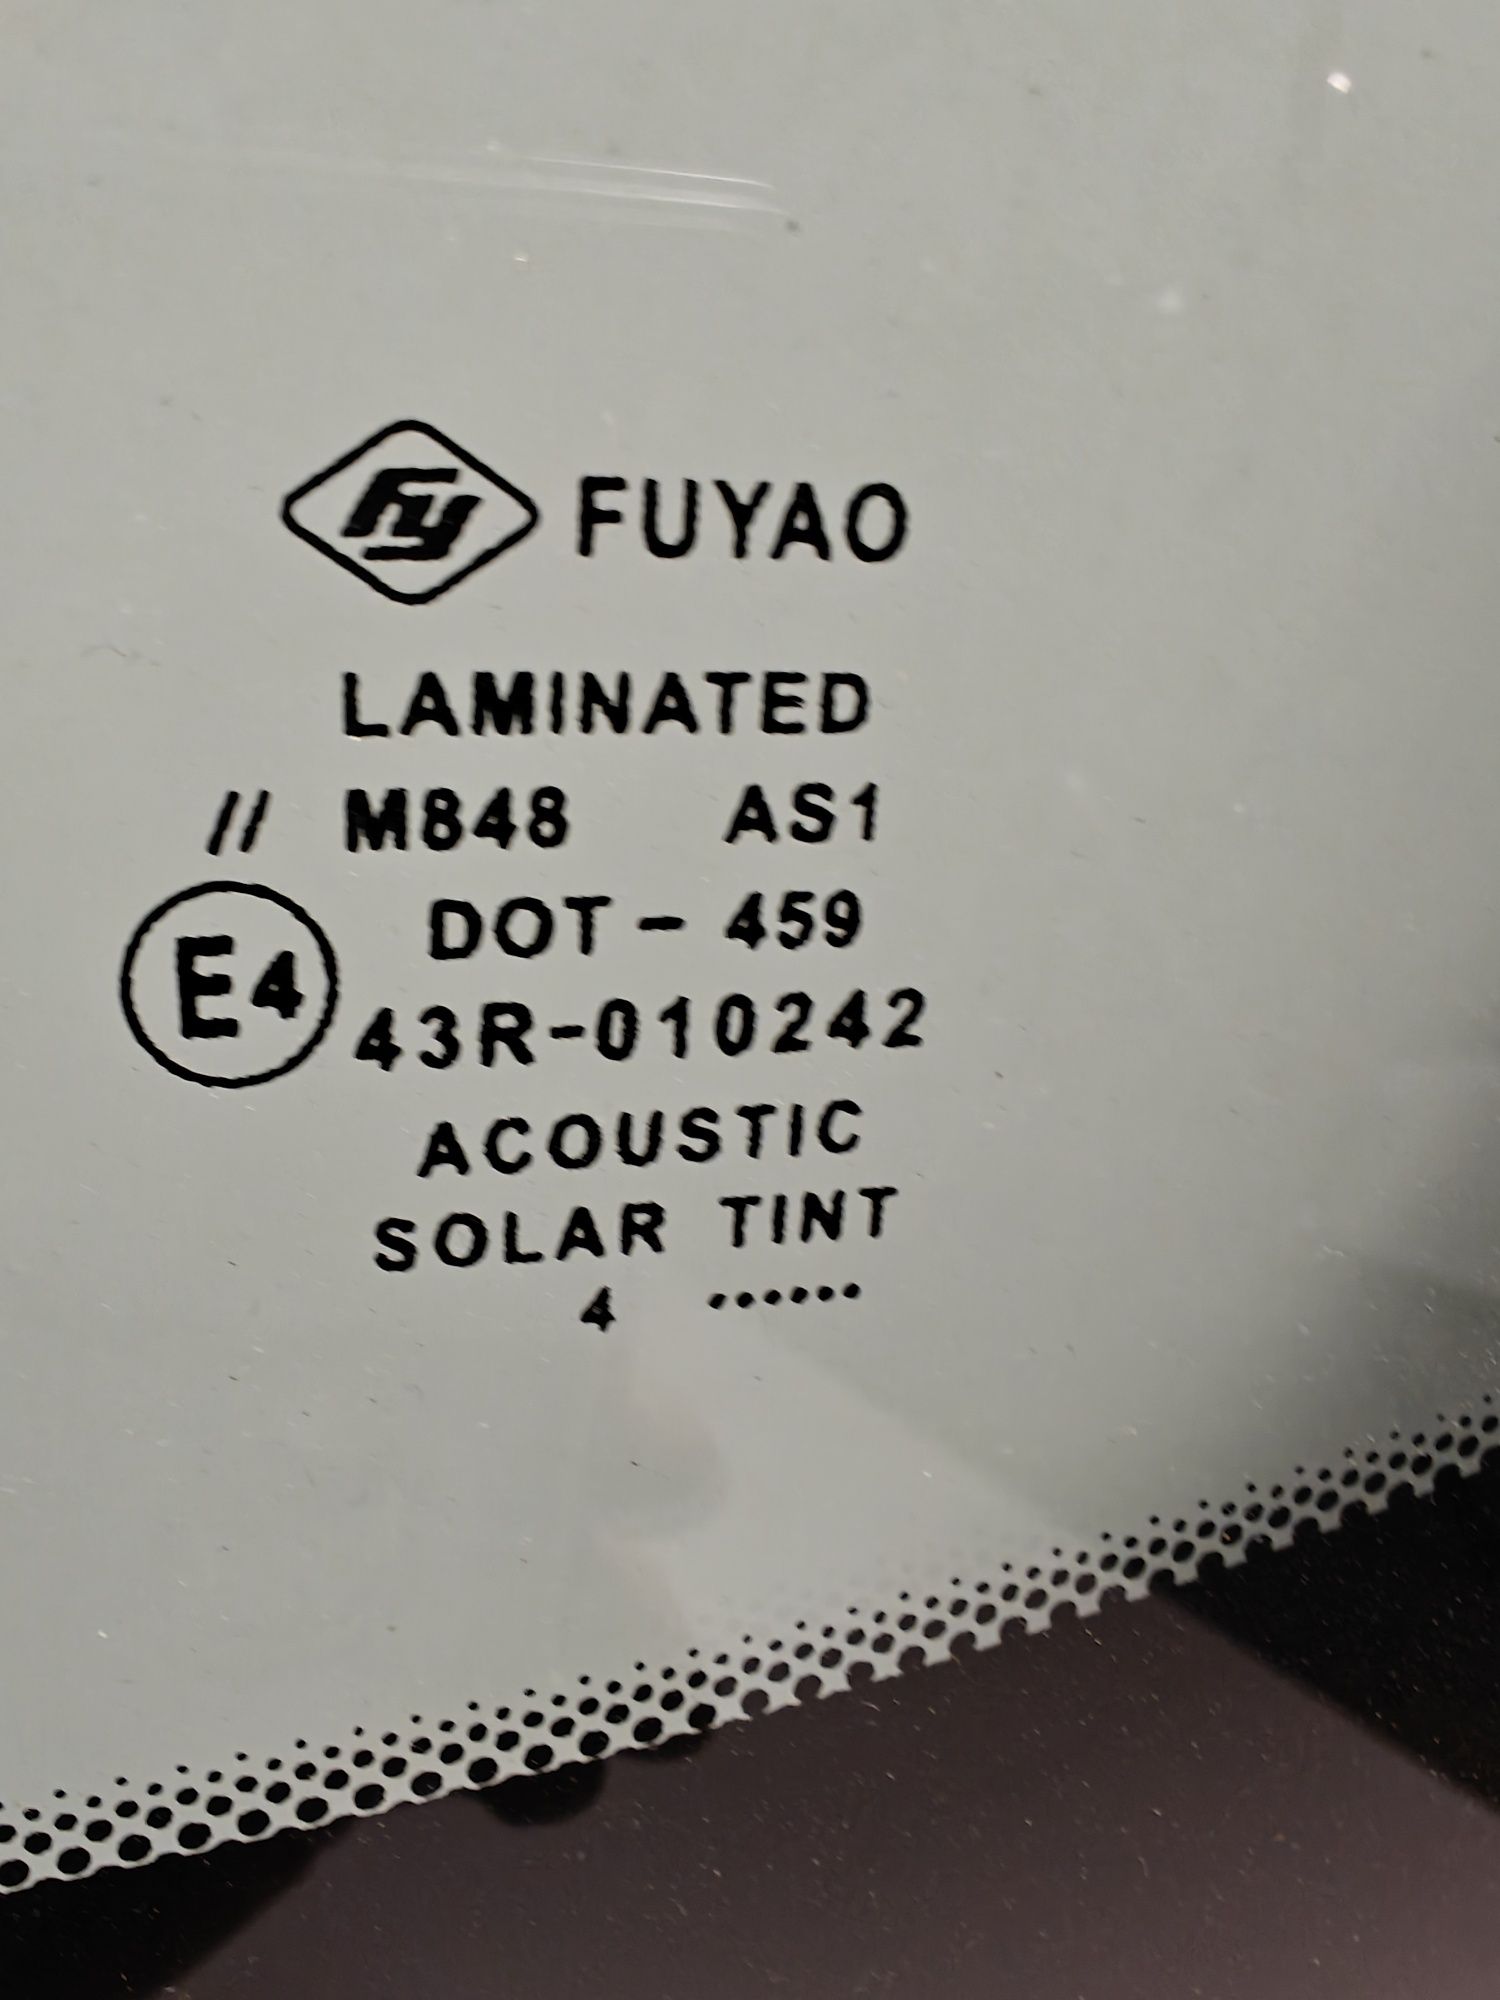 fy FUYAO
LAMINATED
// M848 AS1
DOT - 459
E4 43R-010242
ACOUSTIC
SOLAR TINT
4 ······